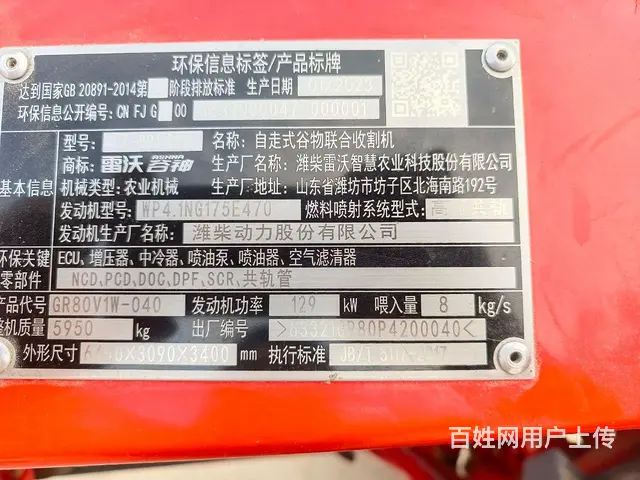 环保信息标签/产品标牌
达到国家GB 20891-2014第 阶段排放标准 生产日期
环保信息公开编号: CN FJ G 00 000001
型号: 名称: 自走式谷物联合收割机
商标: 雷沃谷神 生产厂名称: 潍柴雷沃智慧农业科技股份有限公司
基本信息 机械类型: 农业机械 生产厂地址: 山东省潍坊市坊子区北海南路192号
发动机型号: WP4.1NG175E470 燃料喷射系统型式: 高压共轨
发动机生产厂名称: 潍柴动力股份有限公司
环保关键 ECU、增压器、中冷器、喷油泵、喷油器、空气滤清器
零部件 NCD,PCD,DOC,DPF,SCR,共轨管
产品代号 GR80V1W-040 发动机功率 129 kW 喂入量 8 kg/s
整机质量 5950 kg 出厂编号
外形尺寸 X3090X3400 mm 执行标准
百姓网用户上传